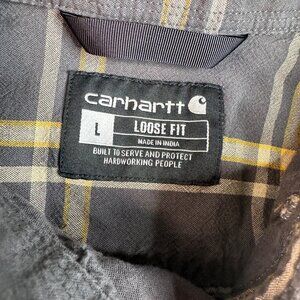 carhartt
L LOOSE FIT
MADE IN INDIA
BUILT TO SERVE AND PROTECT
HARDWORKING PEOPLE